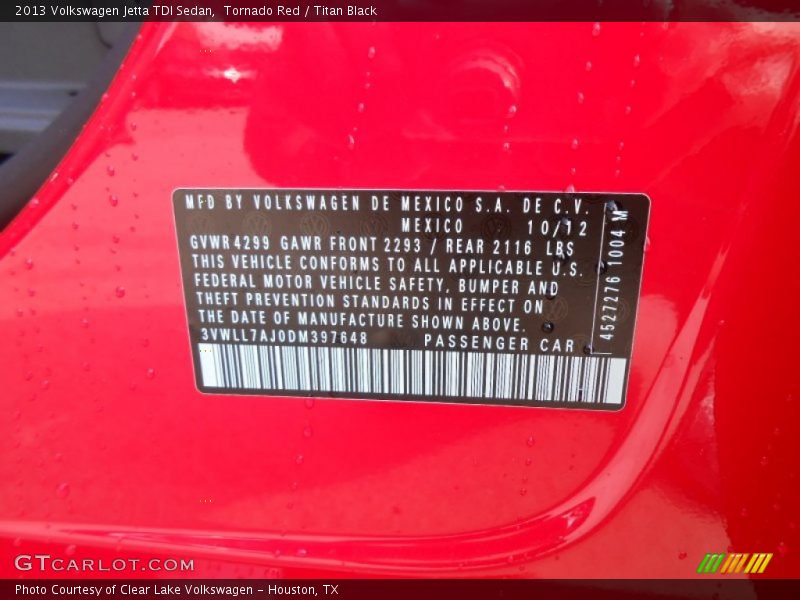 2013 Volkswagen Jetta TDI Sedan,  Tornado Red / Titan Black
MFD BY VOLKSWAGEN DE MEXICO S.A. DE C.V.
MEXICO 10/12
GVWR 4299 GAWR FRONT 2293 / REAR 2116 LBS
THIS VEHICLE CONFORMS TO ALL APPLICABLE U.S.
FEDERAL MOTOR VEHICLE SAFETY, BUMPER AND
THEFT PREVENTION STANDARDS IN EFFECT ON
THE DATE OF MANUFACTURE SHOWN ABOVE.
3VWLL7AJ0DM397648 PASSENGER CAR
45272776 1004 M
GTCARLOT.COM
Photo Courtesy of Clear Lake Volkswagen - Houston, TX